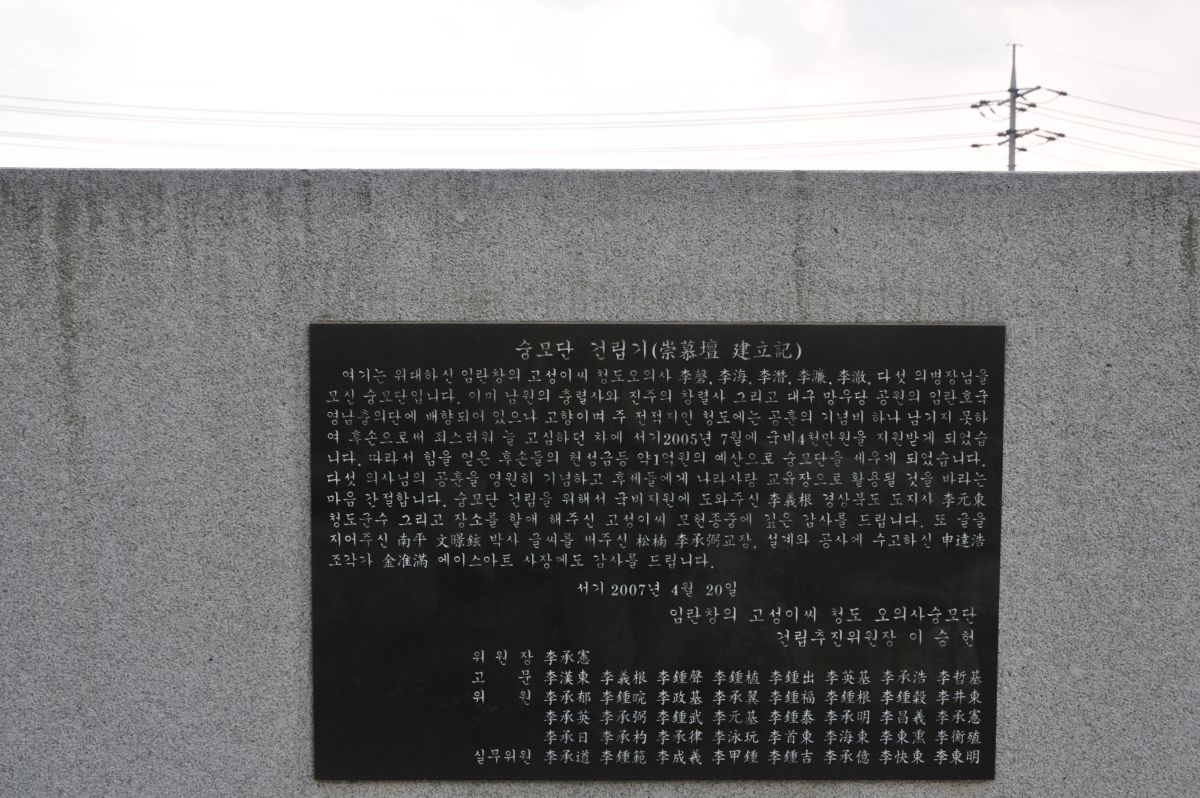 숭모단 건립기(崇慕壇 建立記)
여기는 위대하신 임란창의 고성이씨 청도오의사 李磬, 李海, 李潛, 李濂, 李澈, 다섯 의병장님을
모신 숭모단입니다. 이미 남원의 충렬사와 진주의 창렬사 그리고 대구 망우당 공원의 임란호국
영남충의단에 배향되어 있으나 고향이며 주 전적지인 청도에는 공훈의 기념비 하나 남기지 못하
여 후손으로써 죄스러워 늘 고심하던 차에 서기2005년 7월에 국비4천만원을 지원받게 되었습
니다. 따라서 힘을 얻은 후손들의 헌성금등 약1억원의 예산으로 숭모단을 세우게 되었습니다.
다섯 의사님의 공훈을 영원히 기념하고 후세들에게 나라사랑 교육장으로 활용될 것을 바라는
마음 간절합니다. 숭모단 건립을 위해서 국비지원에 도와주신 李義根 경상북도 도지사 李元東
청도군수 그리고 장소를 할애 해주신 고성이씨 모헌종중에 깊은 감사를 드립니다. 또 글을
지어주신 南平 文暻鉉 박사 글씨를 써주신 松楠 李承弼교장, 설계와 공사에 수고하신 申達浩
조각가 金准滿 에이스아트 사장께도 감사를 드립니다.
서기 2007년 4월 20일
임란창의 고성이씨 청도 오의사숭모단
건립추진위원장 이 승 헌
위 원 장 李承憲
고 문 李漢東 李義根 李鍾聲 李鍾植 李鍾出 李英基 李承浩 李哲基
위 원 李承郁 李鍾晥 李政基 李承翼 李鍾福 李鍾根 李鍾穀 李井東
李承英 李承弼 李鍾武 李元基 李鍾泰 李承明 李昌義 李承憲
李承日 李承杓 李承律 李泳玩 李首東 李海東 李東熏 李衡殖
실무위원 李承道 李鍾範 李成義 李甲鍾 李鍾吉 李承億 李快東 李東明